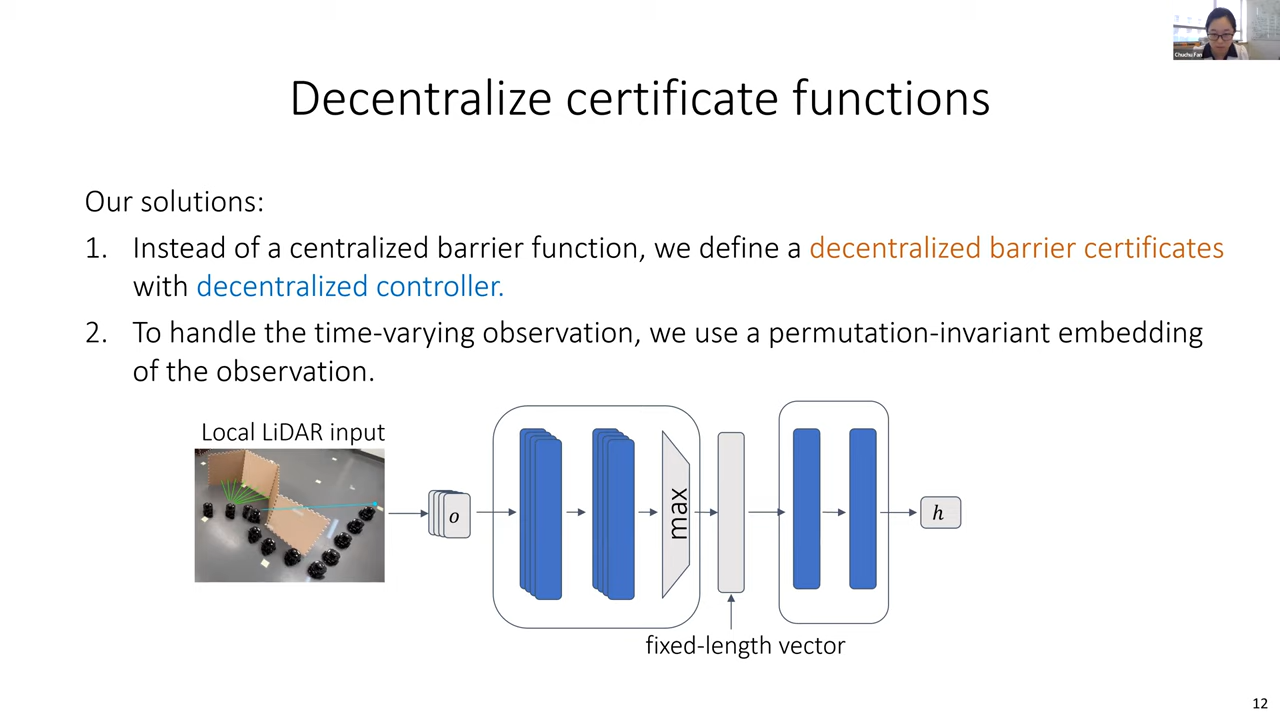 Chuchu Fan
Decentralize certificate functions
Our solutions:
1. Instead of a centralized barrier function, we define a decentralized barrier certificates
with decentralized controller.
2. To handle the time-varying observation, we use a permutation-invariant embedding
of the observation.
Local LiDAR input
o
max
h
fixed-length vector
12